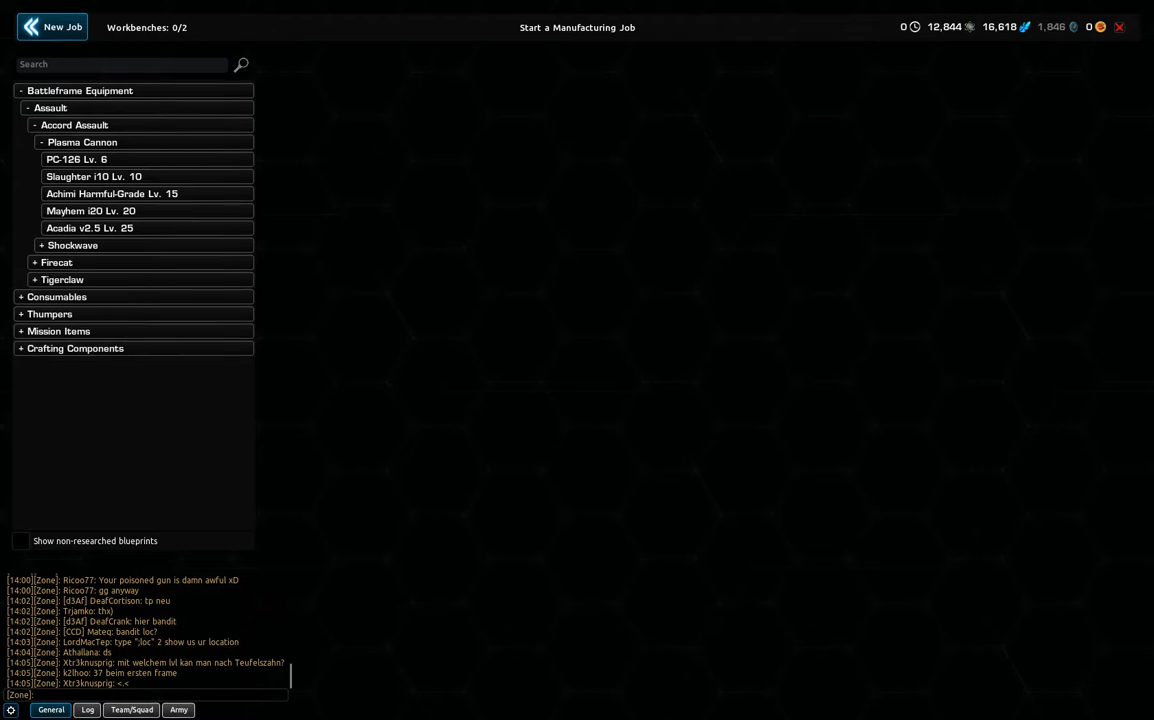 New Job
Workbenches: 0/2
Start a Manufacturing Job
0 12,844 16,618 1,846 0
Search
- Battleframe Equipment
- Assault
- Accord Assault
- Plasma Cannon
PC-126 Lv. 6
Slaughter i10 Lv. 10
Achimi Harmful-Grade Lv. 15
Mayhem i20 Lv. 20
Acadia v2.5 Lv. 25
+ Shockwave
+ Firecat
+ Tigerclaw
+ Consumables
+ Thumpers
+ Mission Items
+ Crafting Components
Show non-researched blueprints
[14:00][Zone]: Ricoo77: Your poisoned gun is damn awful xD
[14:00][Zone]: Ricoo77: gg anyway
[14:02][Zone]: [d3Af] DeafCortison: tp neu
[14:02][Zone]: Trjamko: thx)
[14:02][Zone]: [d3Af] DeafCrank: hier bandit
[14:02][Zone]: [CCD] Mateq: bandit loc?
[14:03][Zone]: LordMacTep: type ";loc" 2 show us ur location
[14:04][Zone]: Athallana: ds
[14:05][Zone]: Xtr3knusprig: mit welchem lvl kan man nach Teufelszahn?
[14:05][Zone]: k2lhoo: 37 beim ersten frame
[14:05][Zone]: Xtr3knusprig: <.<
[Zone]:
General Log Team/Squad Army